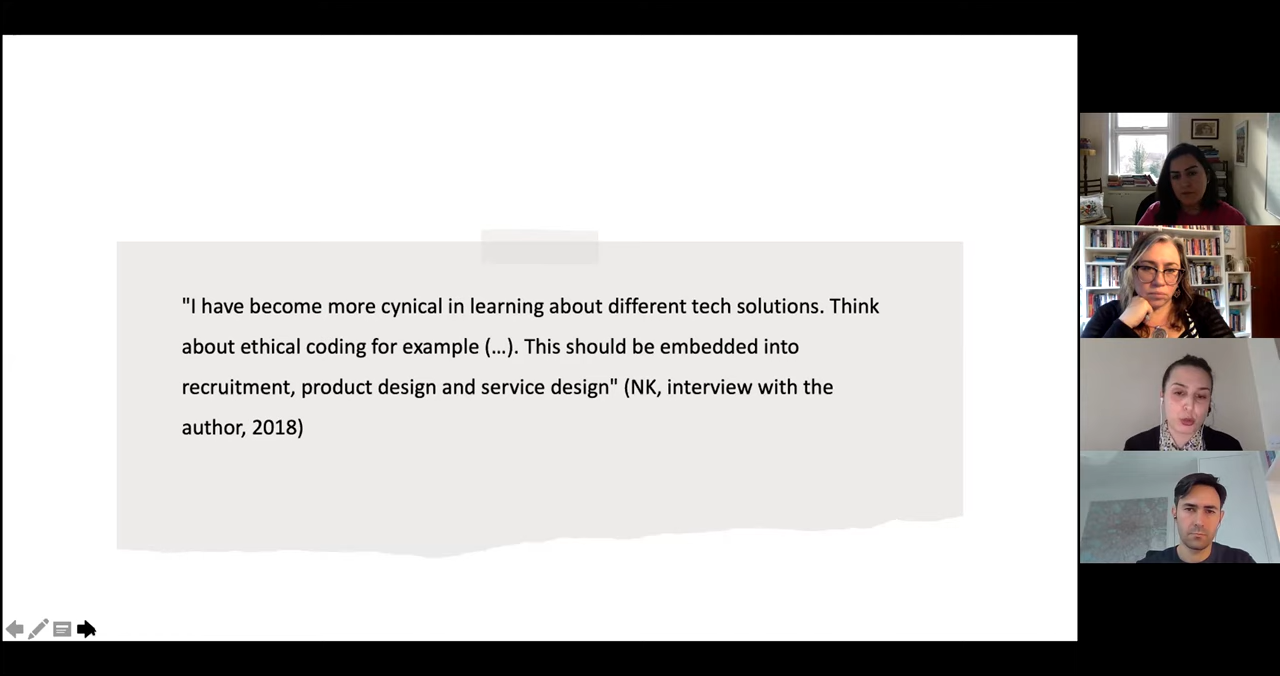 "I have become more cynical in learning about different tech solutions. Think
about ethical coding for example (...). This should be embedded into
recruitment, product design and service design" (NK, interview with the
author, 2018)